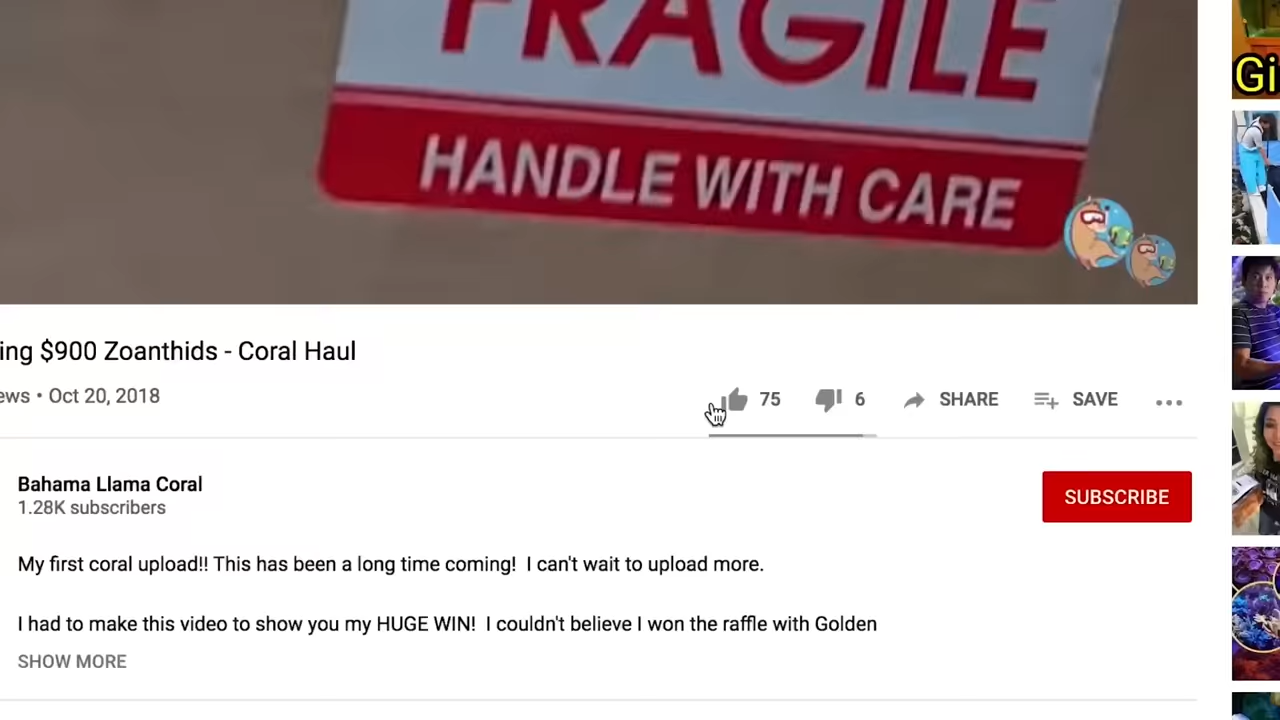 FRAGILE
HANDLE WITH CARE
Gi
ing $900 Zoanthids - Coral Haul
ews • Oct 20, 2018
75
6
SHARE
SAVE
Bahama Llama Coral
1.28K subscribers
SUBSCRIBE
My first coral upload!! This has been a long time coming! I can't wait to upload more.
I had to make this video to show you my HUGE WIN! I couldn't believe I won the raffle with Golden
SHOW MORE